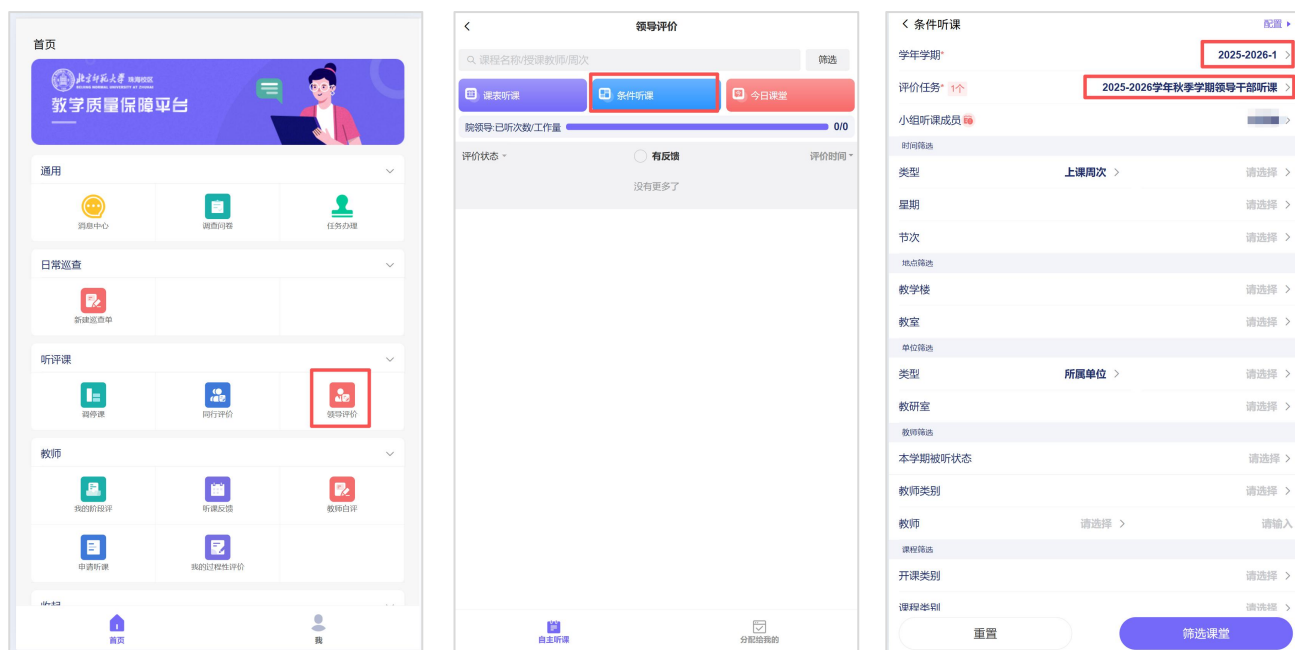 首页
北京师范大学 珠海校区
BEIJING NORMAL UNIVERSITY AT ZHUHAI
教学质量保障平台
通用
消息中心
调查问卷
任务办理
日常巡查
新建巡查单
听评课
调停课
同行评价
领导评价
教师
我的阶段评
听课反馈
教师自评
申请听课
我的过程性评价
收起
首页
我
领导评价
课程名称/授课教师/周次
筛选
课表听课
条件听课
今日课堂
院领导:已听次数/工作量
0/0
评价状态
有反馈
评价时间
没有更多了
自主听课
分配给我的
条件听课
配置
学年学期*
2025-2026-1
评价任务* 1个
2025-2026学年秋季学期领导干部听课
小组听课成员
时间筛选
类型
上课周次
请选择
星期
请选择
节次
请选择
地点筛选
教学楼
请选择
教室
请选择
单位筛选
类型
所属单位
请选择
教研室
请选择
教师筛选
本学期被听状态
请选择
教师类别
请选择
教师
请选择
请输入
课程筛选
开课类别
请选择
课程类别
请选择
重置
筛选课堂